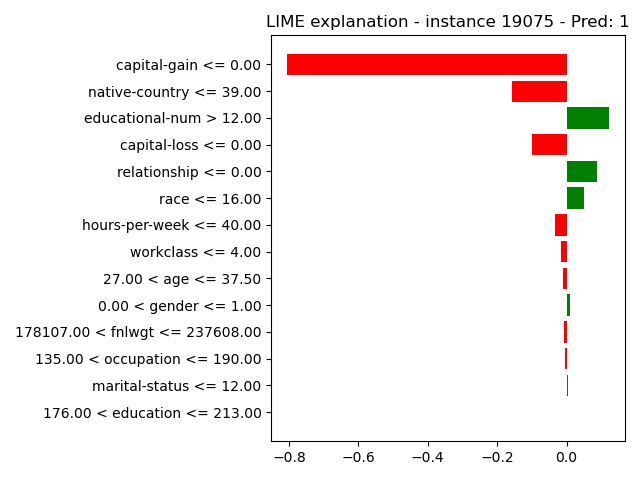 LIME explanation - instance 19075 - Pred: 1
capital-gain <= 0.00
native-country <= 39.00
educational-num > 12.00
capital-loss <= 0.00
relationship <= 0.00
race <= 16.00
hours-per-week <= 40.00
workclass <= 4.00
27.00 < age <= 37.50
0.00 < gender <= 1.00
178107.00 < fnlwgt <= 237608.00
135.00 < occupation <= 190.00
marital-status <= 12.00
176.00 < education <= 213.00
−0.8 −0.6 −0.4 −0.2 0.0